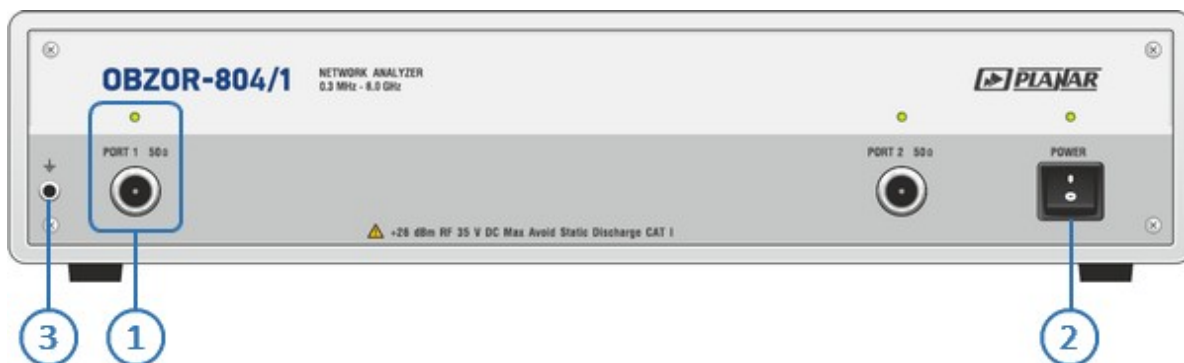 OBZOR-804/1
NETWORK ANALYZER
0.3 MHz - 8.0 GHz
PLANAR
PORT 1 50Ω
PORT 2 50Ω
POWER
+26 dBm RF 35 V DC Max Avoid Static Discharge CAT I
3
1
2